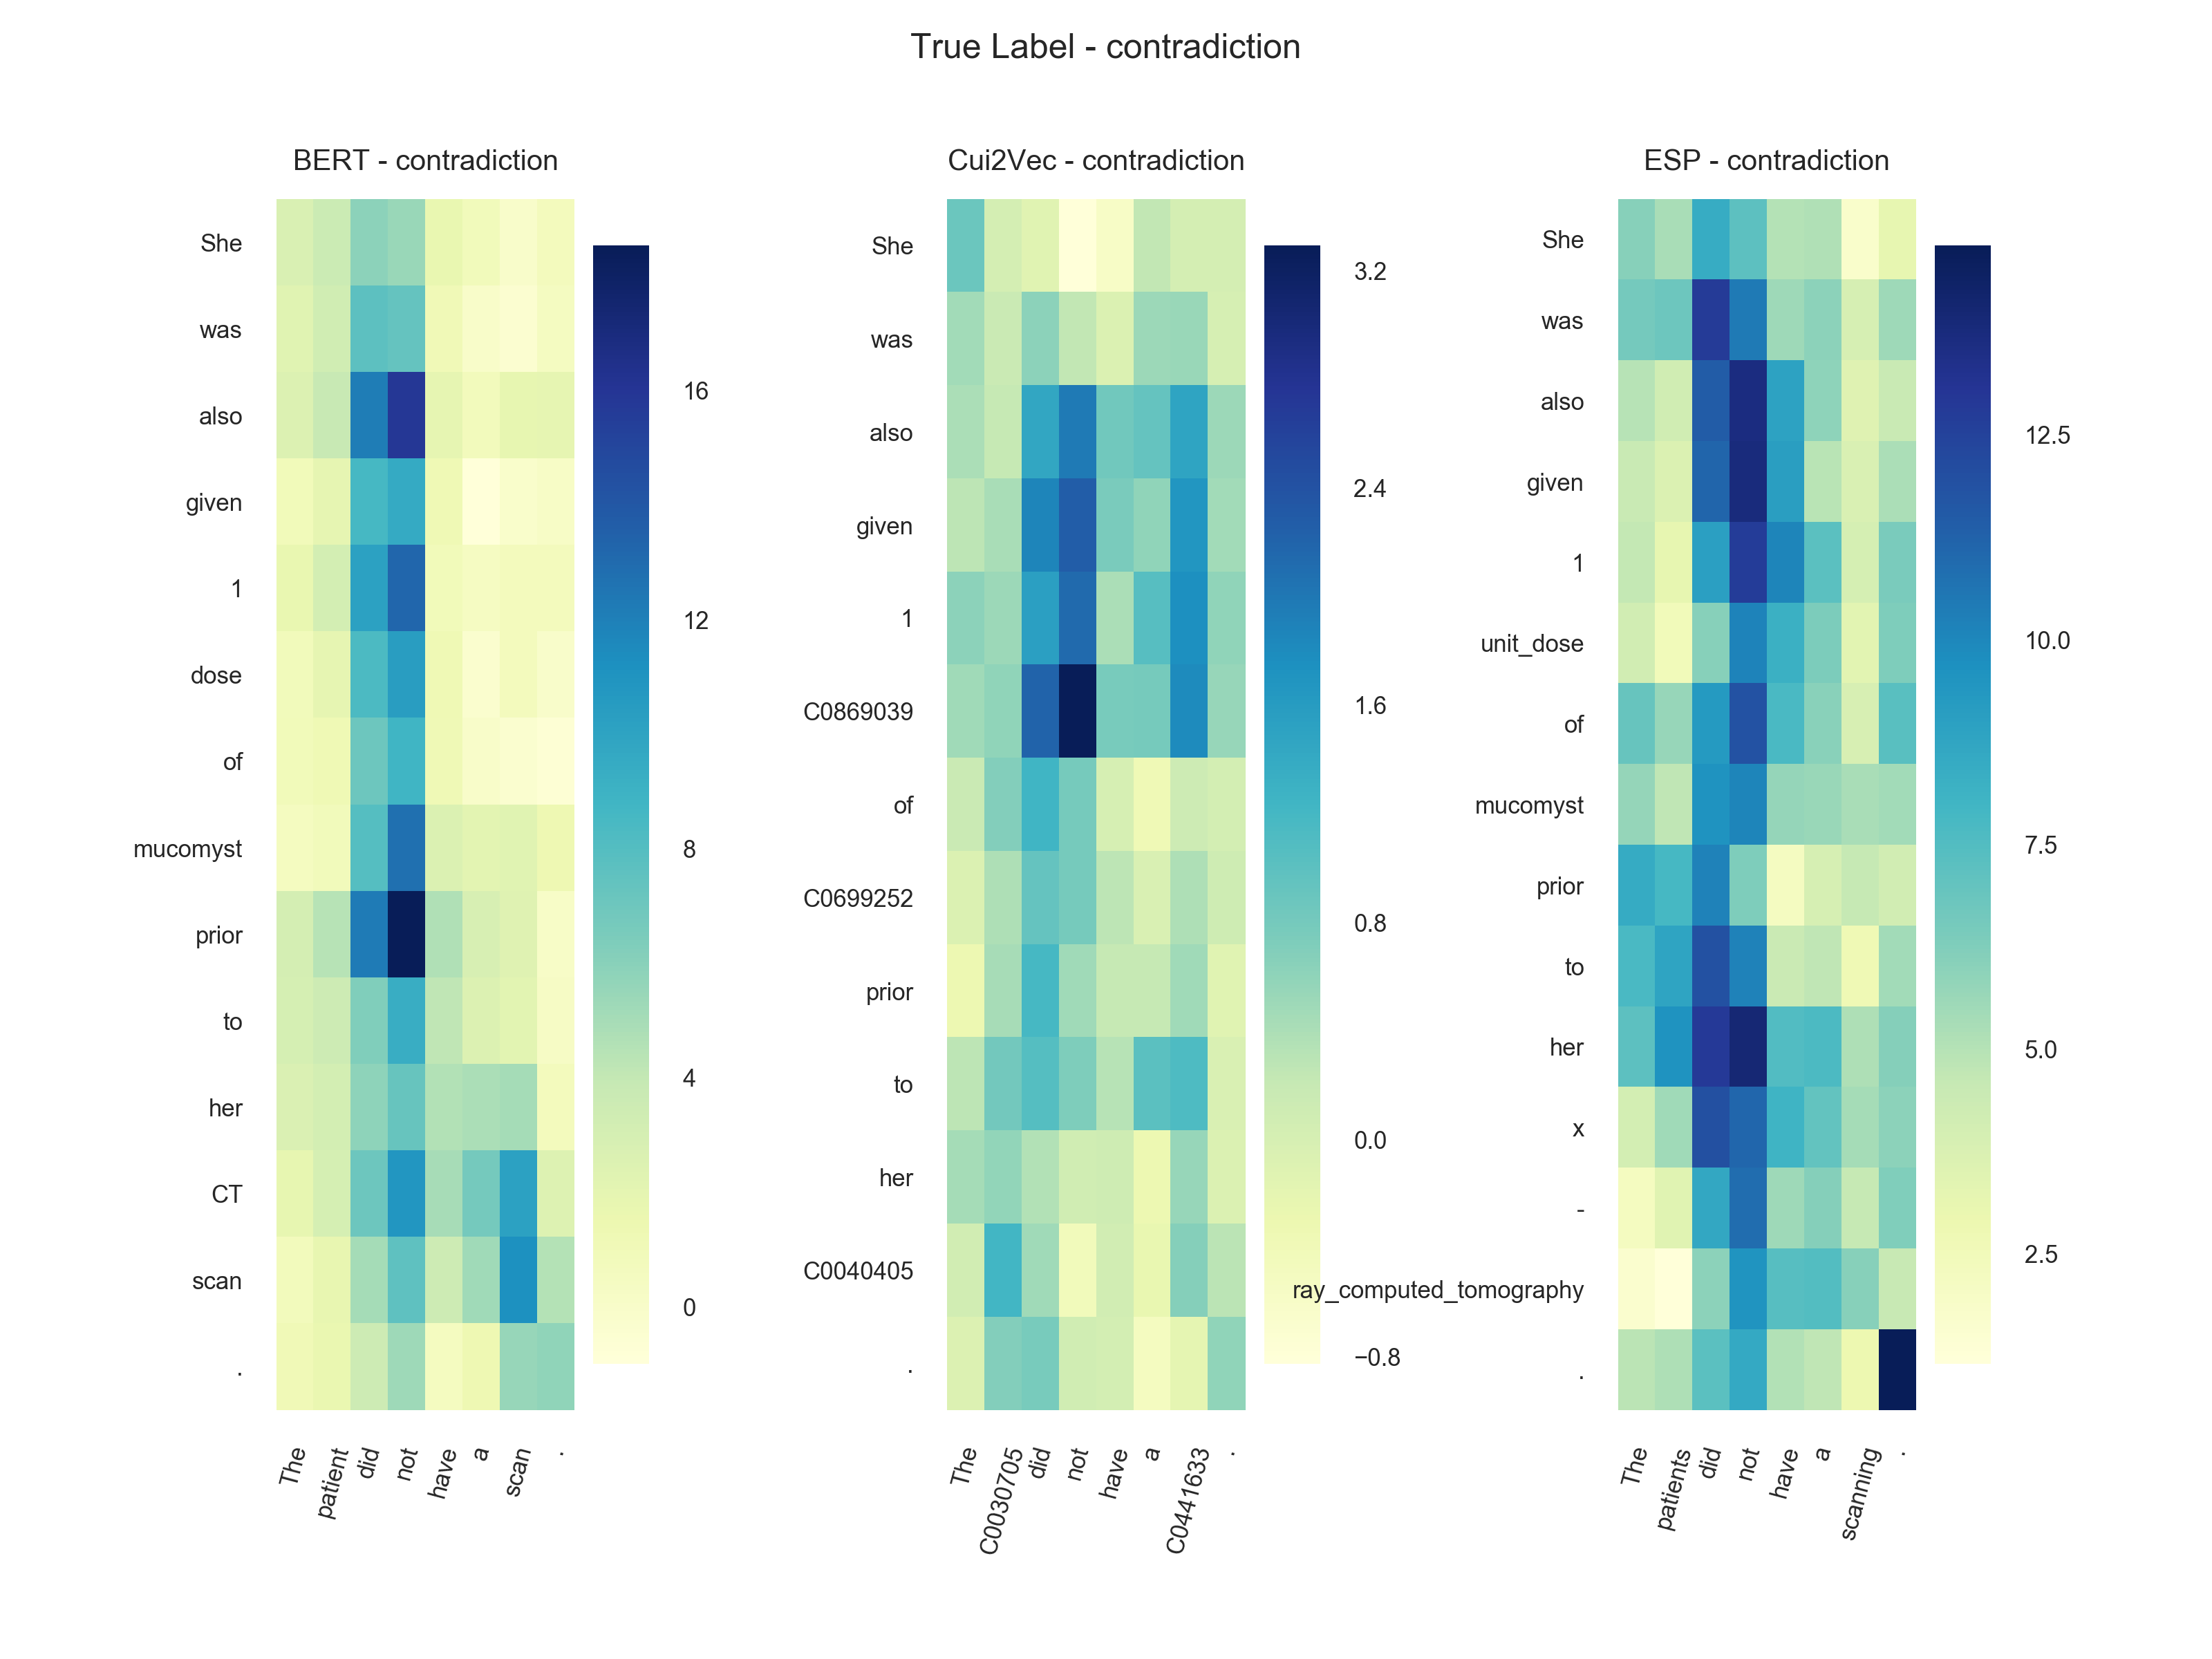 True Label - contradiction
BERT - contradiction
She
was
also
given
1
dose
of
mucomyst
prior
to
her
CT
scan
.
The
patient
did
not
have
a
scan
.
16
12
8
4
0
Cui2Vec - contradiction
She
was
also
given
1
C0869039
of
C0699252
prior
to
her
C0040405
.
The
C0030705
did
not
have
a
C0441633
.
3.2
2.4
1.6
0.8
0.0
−0.8
ESP - contradiction
She
was
also
given
1
unit_dose
of
mucomyst
prior
to
her
x
-
ray_computed_tomography
.
The
patients
did
not
have
a
scanning
.
12.5
10.0
7.5
5.0
2.5